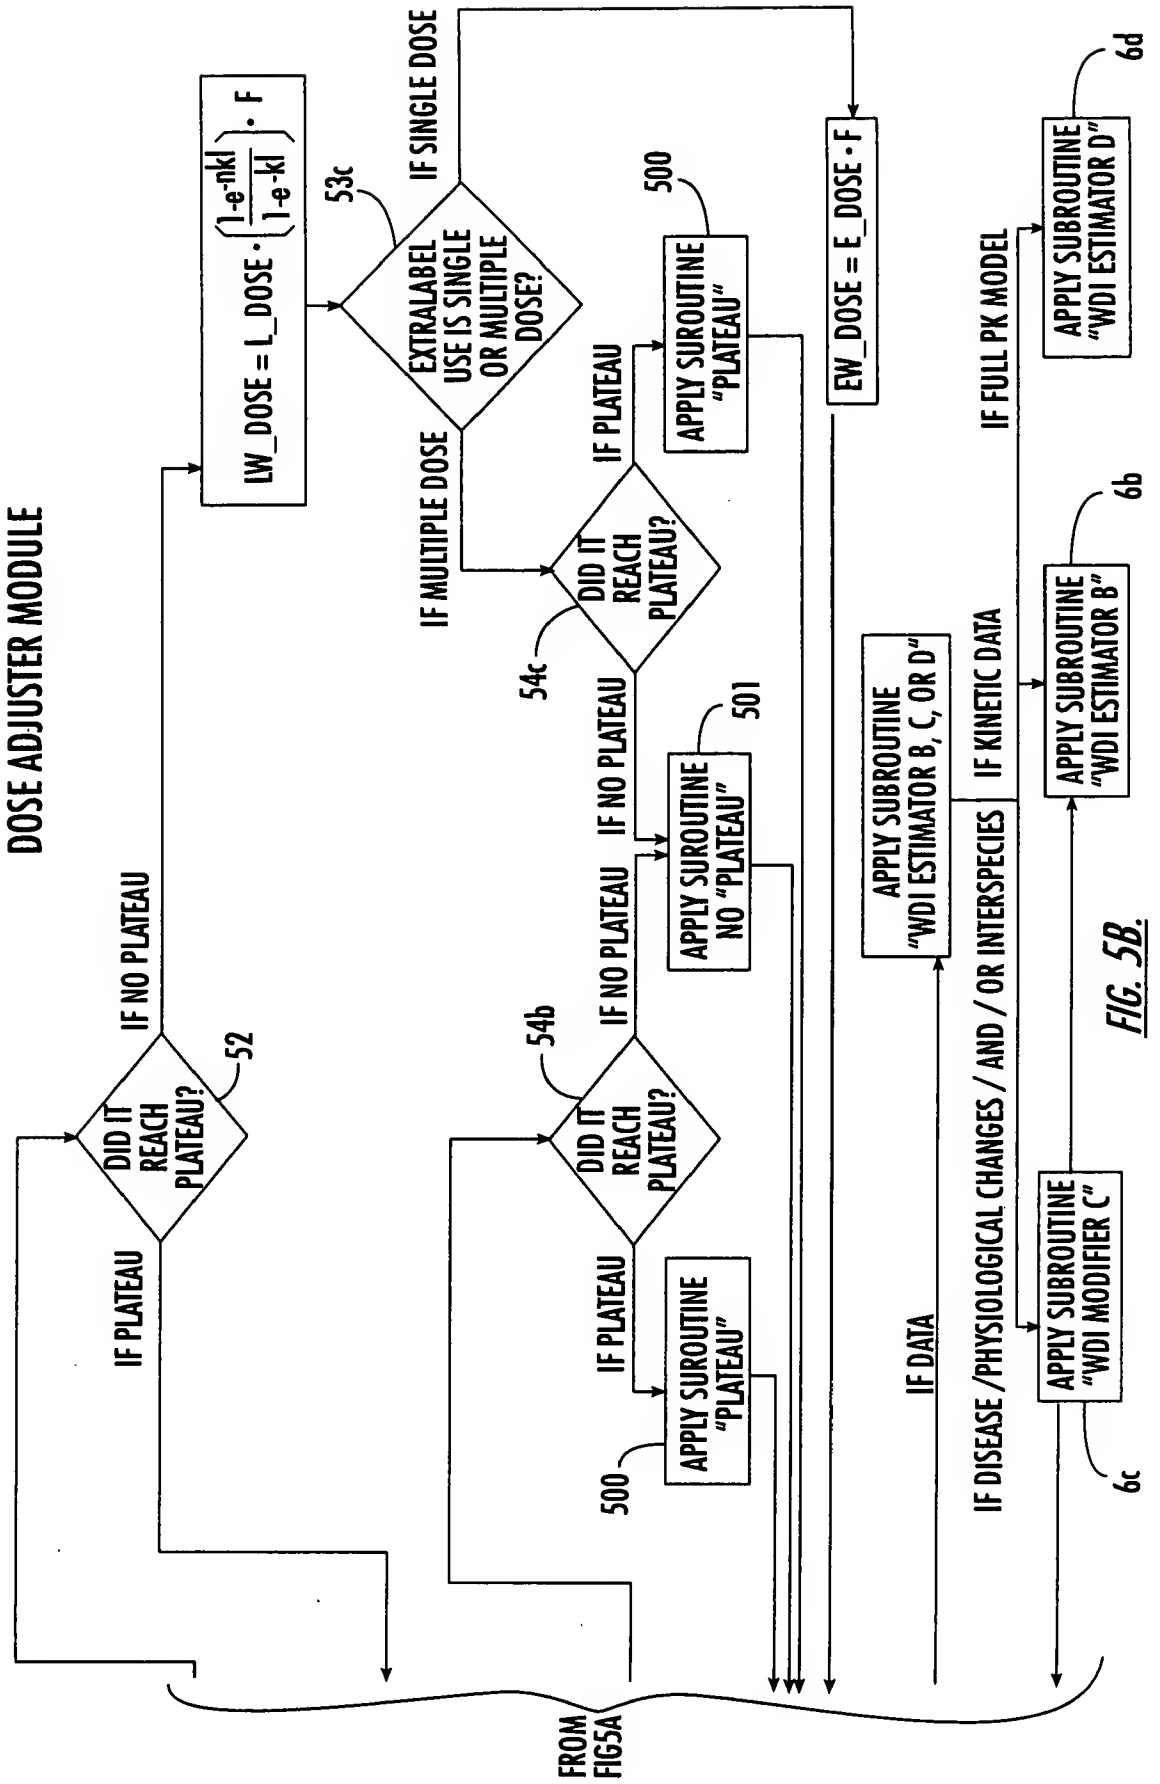 DOSE ADJUSTER MODULE
IF PLATEAU
DID IT
REACH
PLATEAU?
52
IF NO PLATEAU
LW_DOSE = L_DOSE · (1-e^-nkl / 1-e^-kl) · F
53c
EXTRALABEL
USE IS SINGLE
OR MULTIPLE
DOSE?
IF MULTIPLE DOSE
IF SINGLE DOSE
FROM
FIG5A
500
APPLY SUROUTINE
"PLATEAU"
IF PLATEAU
DID IT
REACH
PLATEAU?
54b
IF NO PLATEAU
APPLY SUROUTINE
NO "PLATEAU"
501
IF NO PLATEAU
54c
DID IT
REACH
PLATEAU?
IF PLATEAU
APPLY SUROUTINE
"PLATEAU"
500
EW_DOSE = E_DOSE · F
IF DATA
APPLY SUBROUTINE
"WDI ESTIMATOR B, C, OR D"
IF DISEASE /PHYSIOLOGICAL CHANGES / AND / OR INTERSPECIES
IF KINETIC DATA
IF FULL PK MODEL
6c
APPLY SUBROUTINE
"WDI MODIFIER C"
APPLY SUBROUTINE
"WDI ESTIMATOR B"
6b
APPLY SUBROUTINE
"WDI ESTIMATOR D"
6d
FIG. 5B.